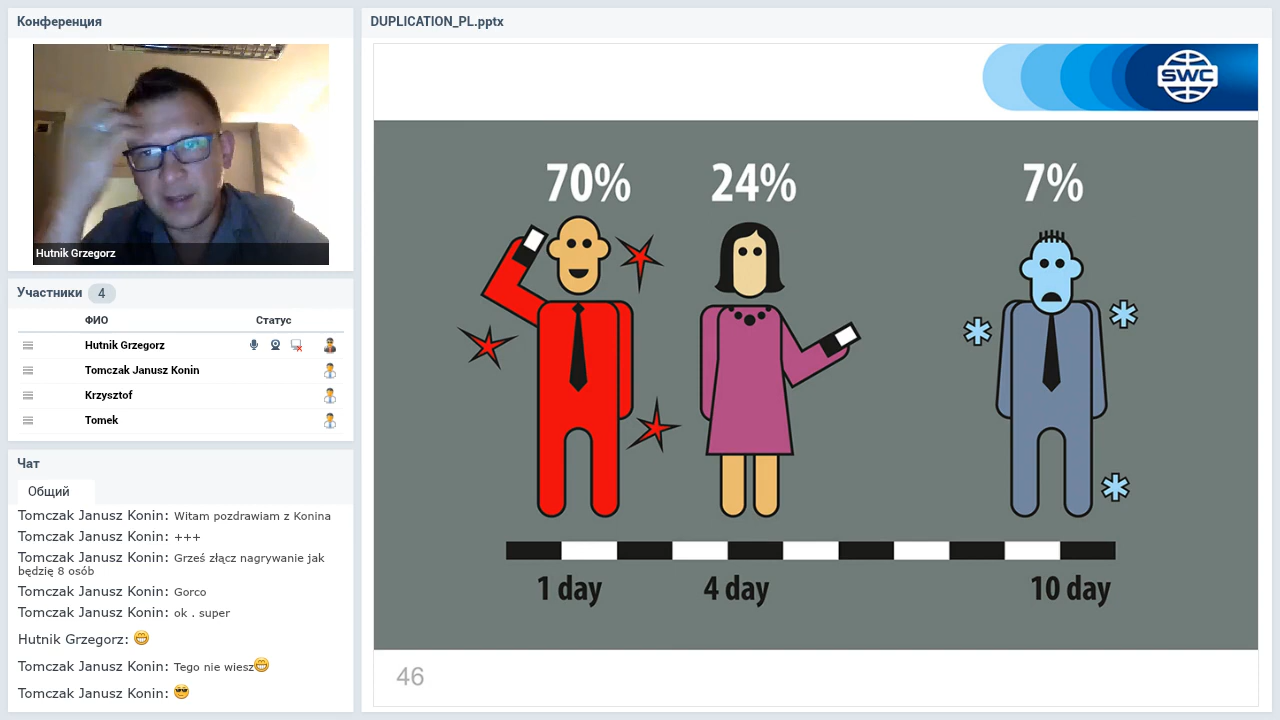 Конференция
Hutnik Grzegorz
Участники 4
ФИО Статус
Hutnik Grzegorz
Tomczak Janusz Konin
Krzysztof
Tomek
Чат
Общий
Tomczak Janusz Konin: Witam pozdrawiam z Konina
Tomczak Janusz Konin: +++
Tomczak Janusz Konin: Grześ złącz nagrywanie jak
będzię 8 osób
Tomczak Janusz Konin: Gorco
Tomczak Janusz Konin: ok . super
Hutnik Grzegorz:
Tomczak Janusz Konin: Tego nie wiesz
Tomczak Janusz Konin:
DUPLICATION_PL.pptx
SWC
70% 24% 7%
1 day 4 day 10 day
46